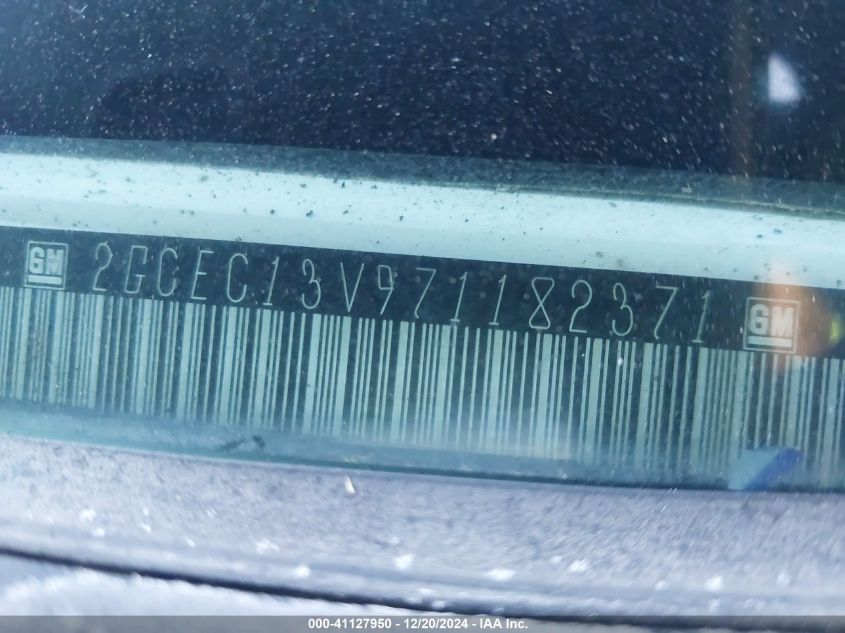 GM 2GCEC13V971182371 GM
000-41127950 - 12/20/2024 - IAA Inc.